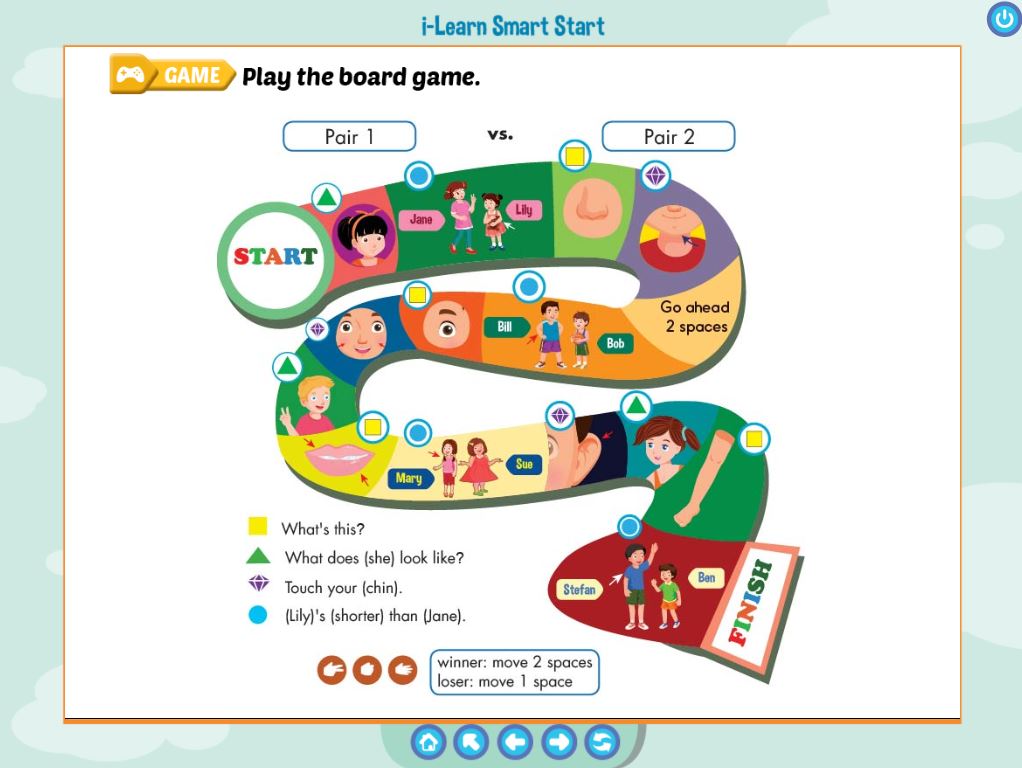 i-Learn Smart Start
GAME Play the board game.
Pair 1 vs. Pair 2
START
Jane
Lily
Go ahead
2 spaces
Bill
Bob
Mary
Sue
What's this?
What does (she) look like?
Touch your (chin).
(Lily)'s (shorter) than (Jane).
Stefan
Ben
FINISH
winner: move 2 spaces
loser: move 1 space